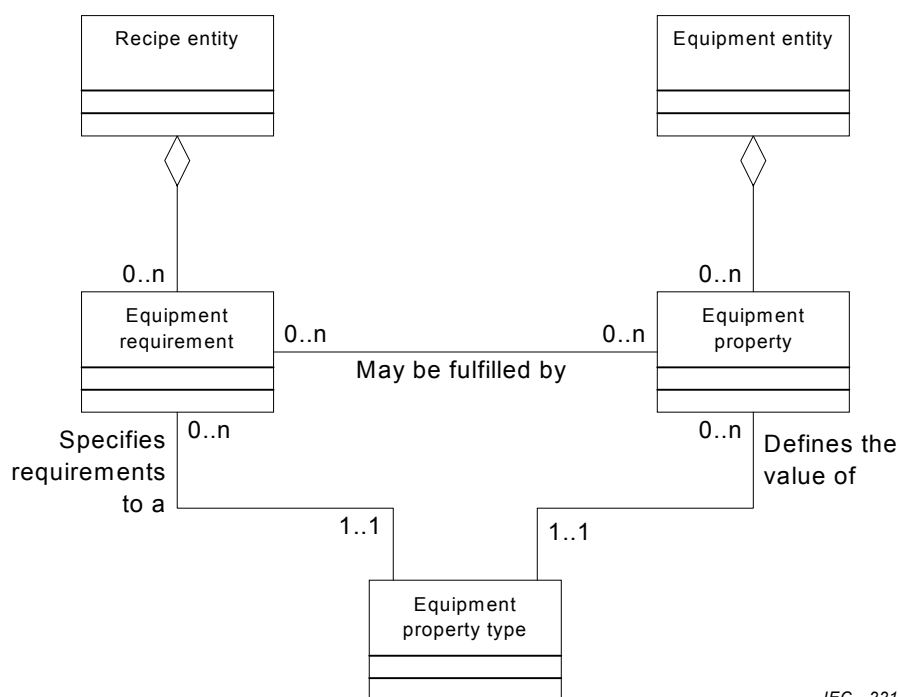 Recipe entity
Equipment entity
0..n
0..n
Equipment
requirement
Equipment
property
0..n
0..n
May be fulfilled by
0..n
0..n
Specifies
requirements
to a
Defines the
value of
1..1
1..1
Equipment
property type